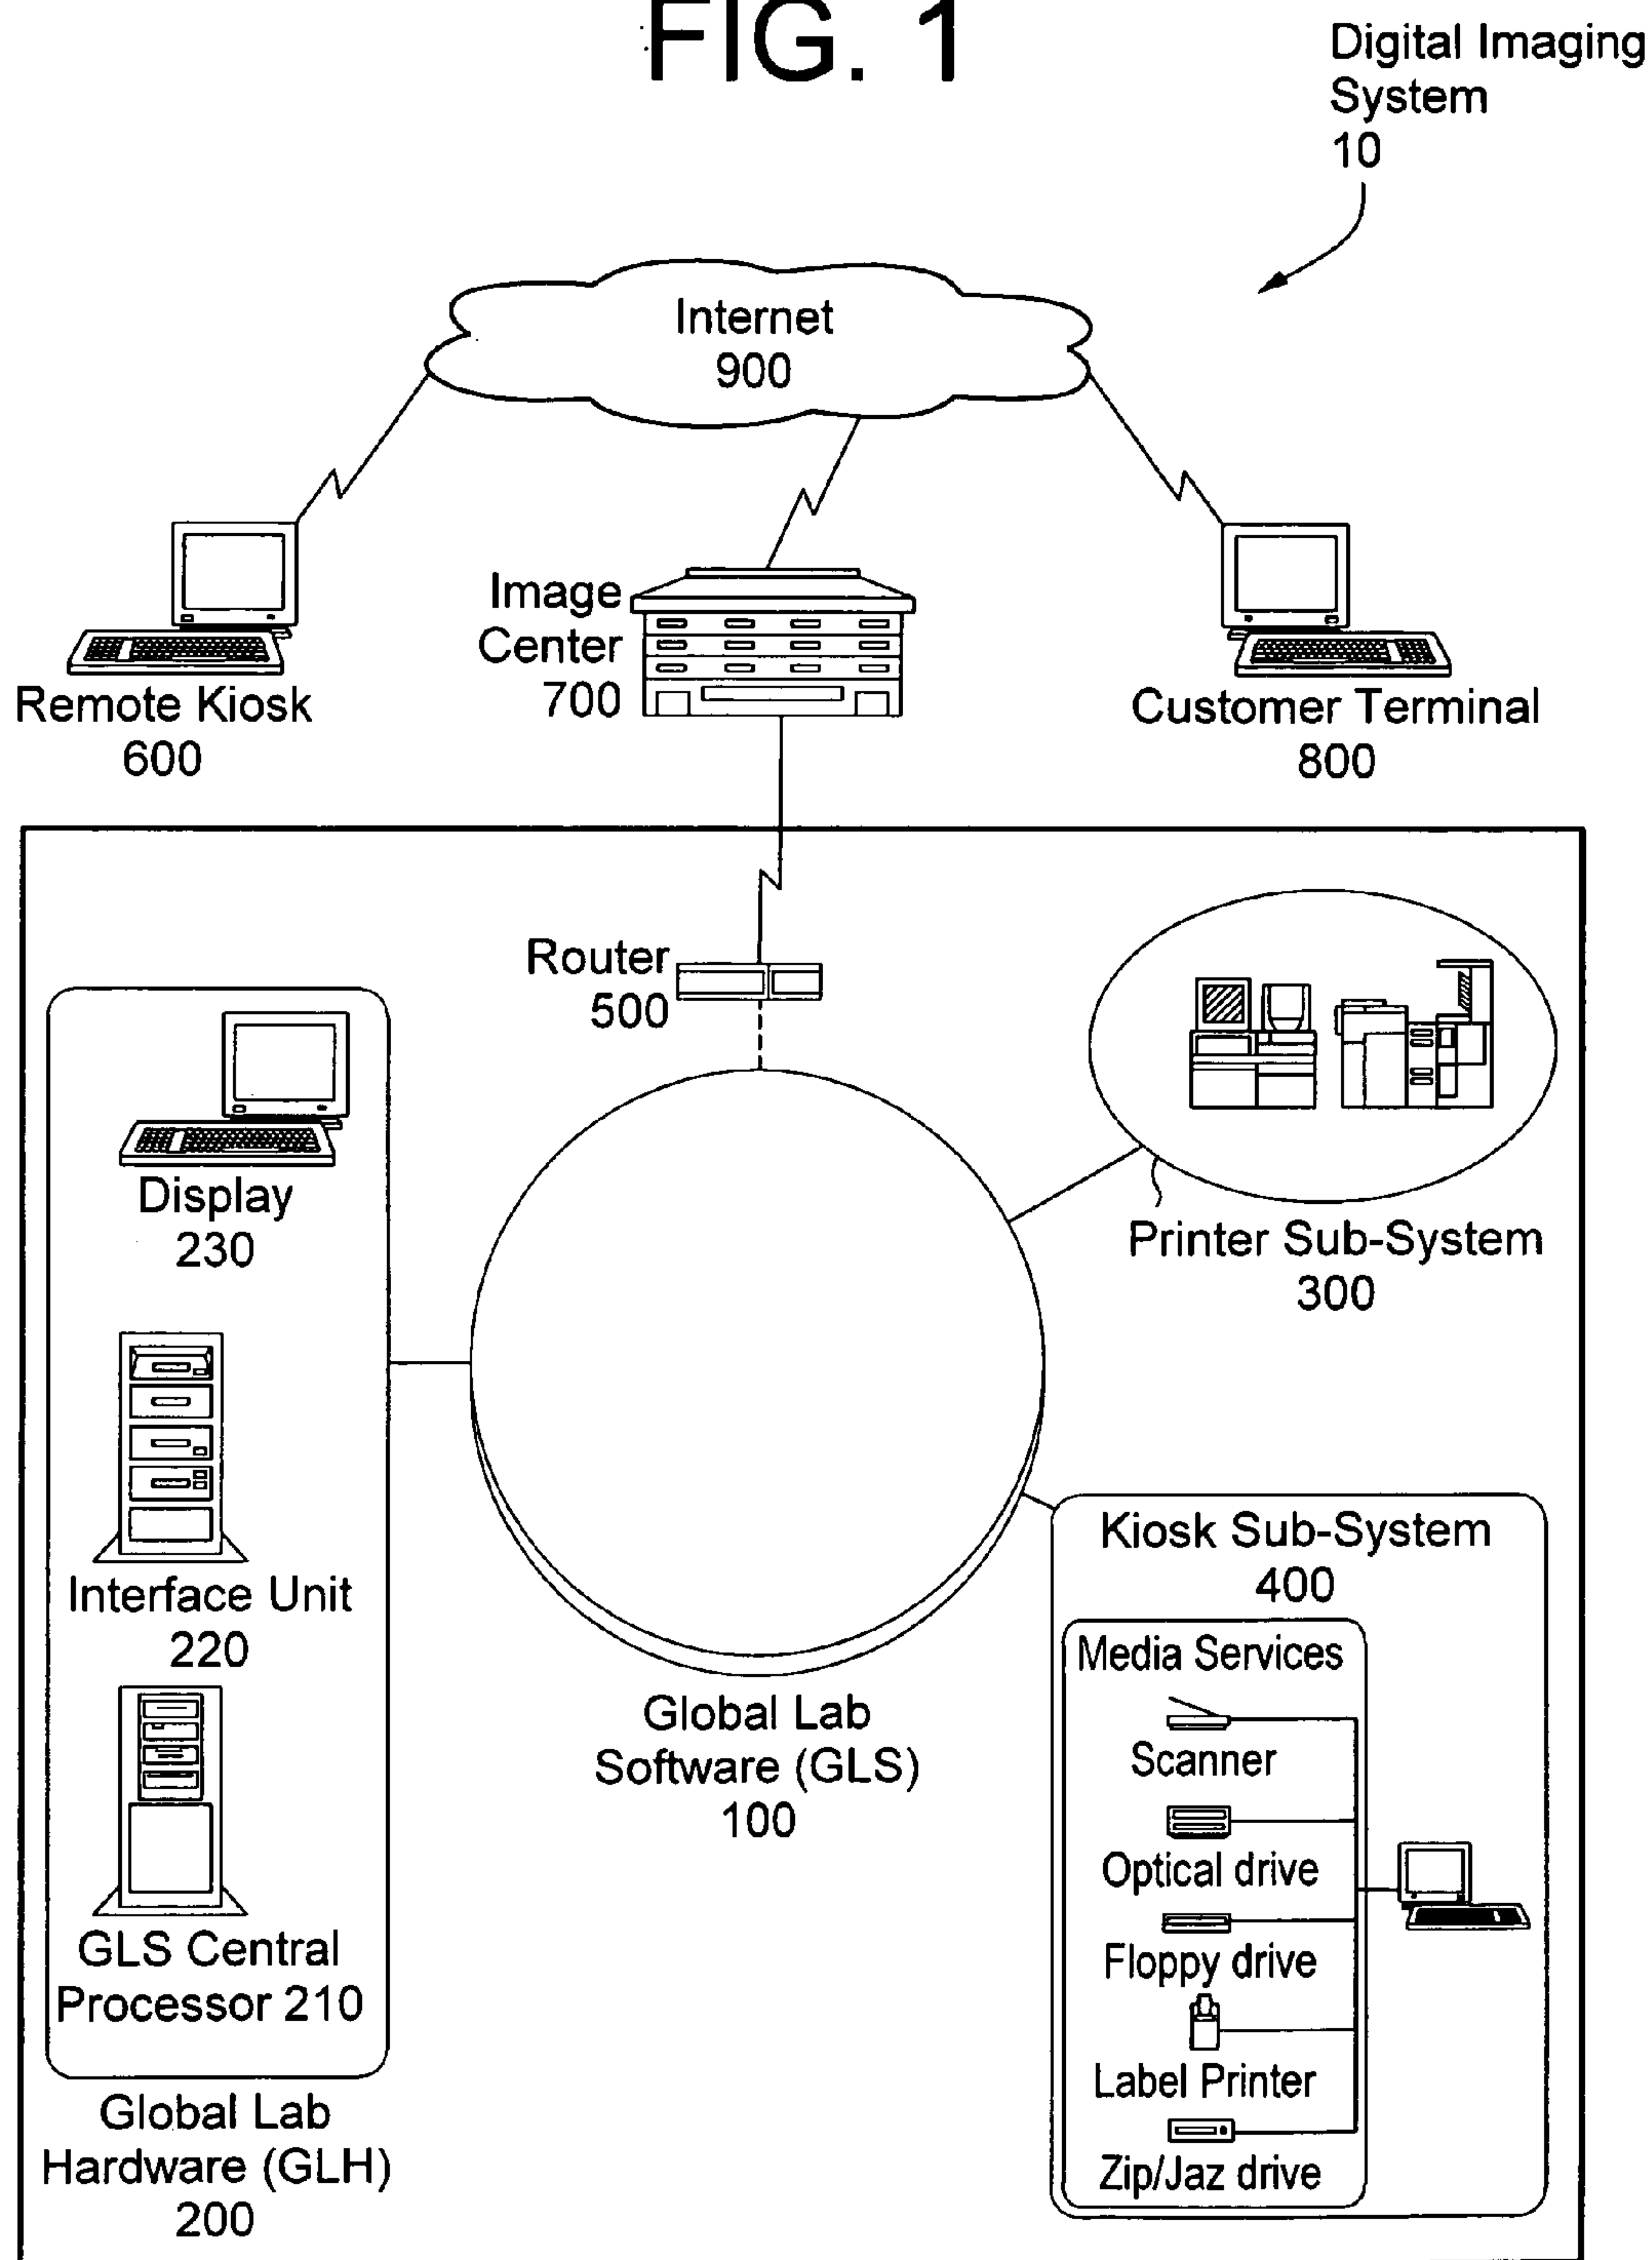 FIG. 1
Digital Imaging
System
10
Internet
900
Remote Kiosk
600
Image
Center
700
Customer Terminal
800
Router
500
Display
230
Interface Unit
220
GLS Central
Processor 210
Global Lab
Hardware (GLH)
200
Global Lab
Software (GLS)
100
Printer Sub-System
300
Kiosk Sub-System
400
Media Services
Scanner
Optical drive
Floppy drive
Label Printer
Zip/Jaz drive